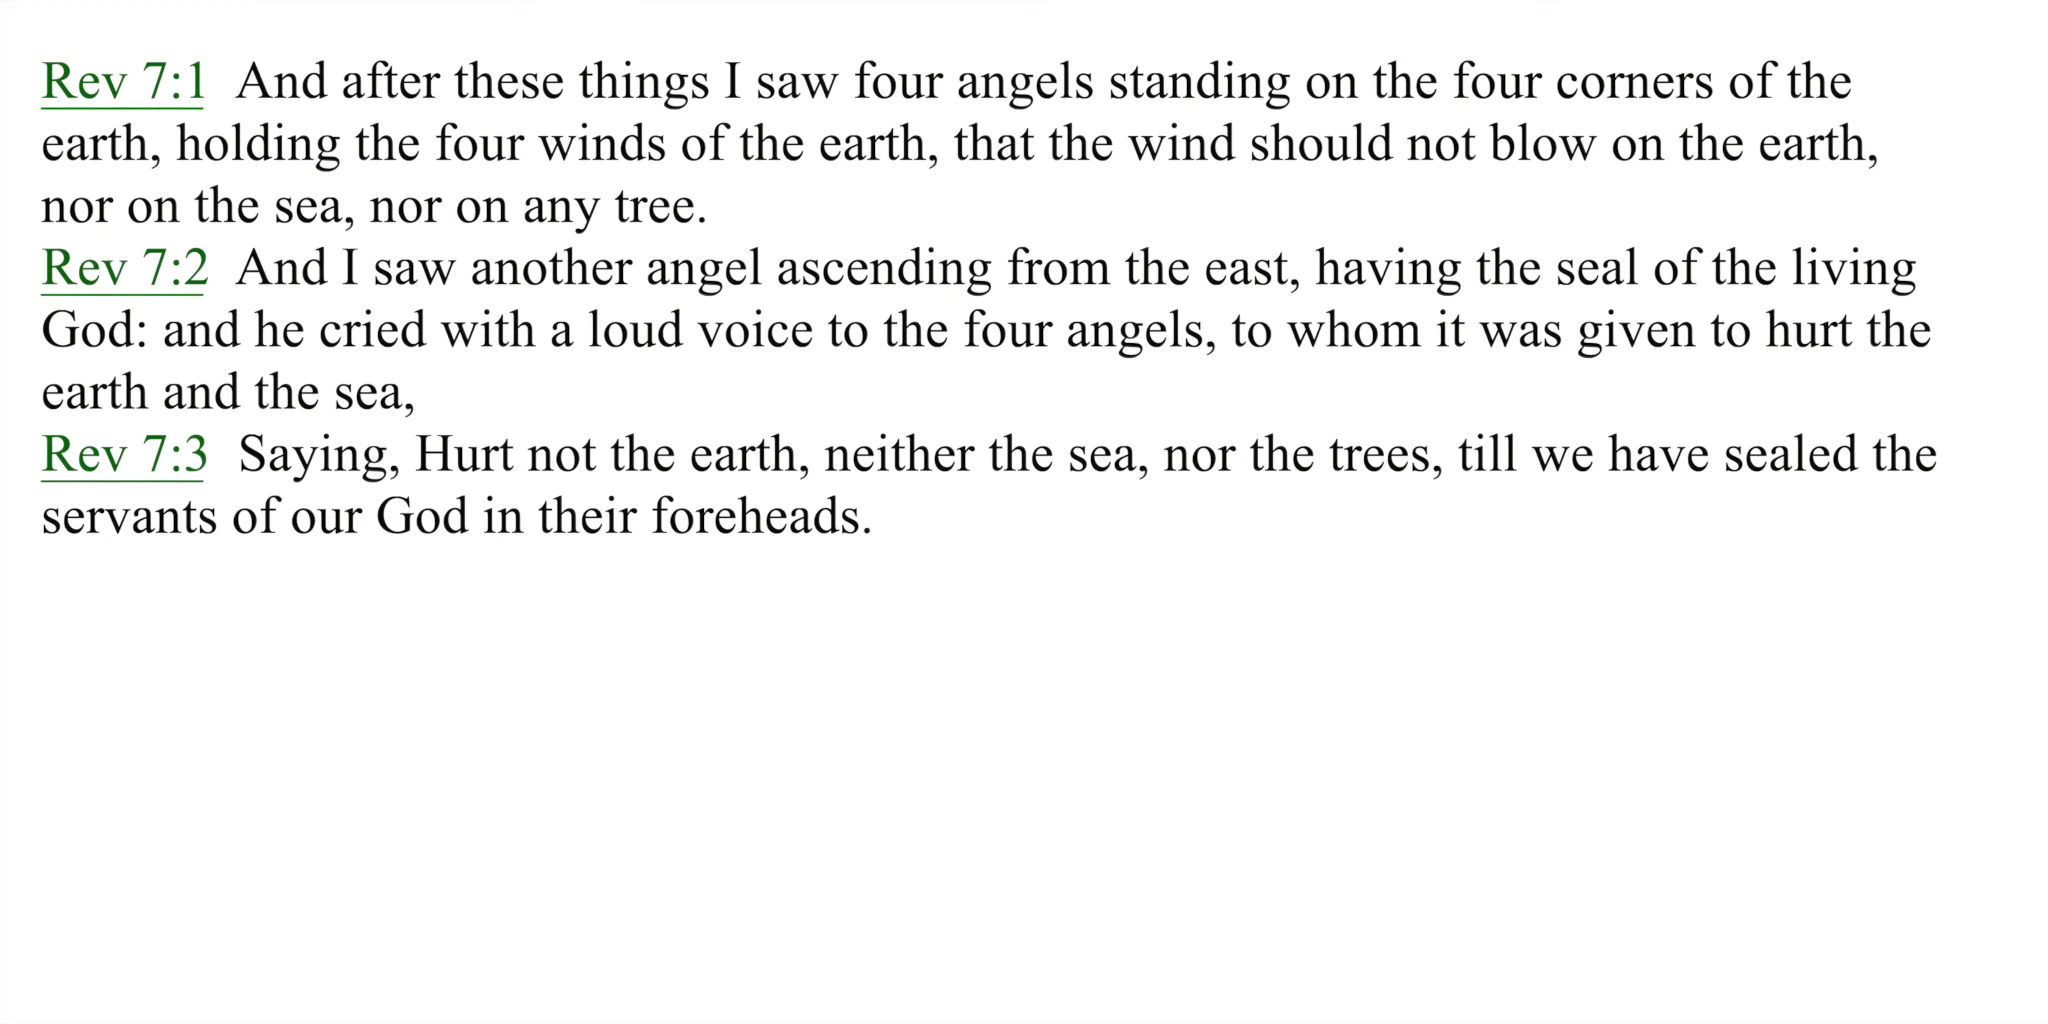 Rev 7:1  And after these things I saw four angels standing on the four corners of the
earth, holding the four winds of the earth, that the wind should not blow on the earth,
nor on the sea, nor on any tree.
Rev 7:2  And I saw another angel ascending from the east, having the seal of the living
God: and he cried with a loud voice to the four angels, to whom it was given to hurt the
earth and the sea,
Rev 7:3  Saying, Hurt not the earth, neither the sea, nor the trees, till we have sealed the
servants of our God in their foreheads.